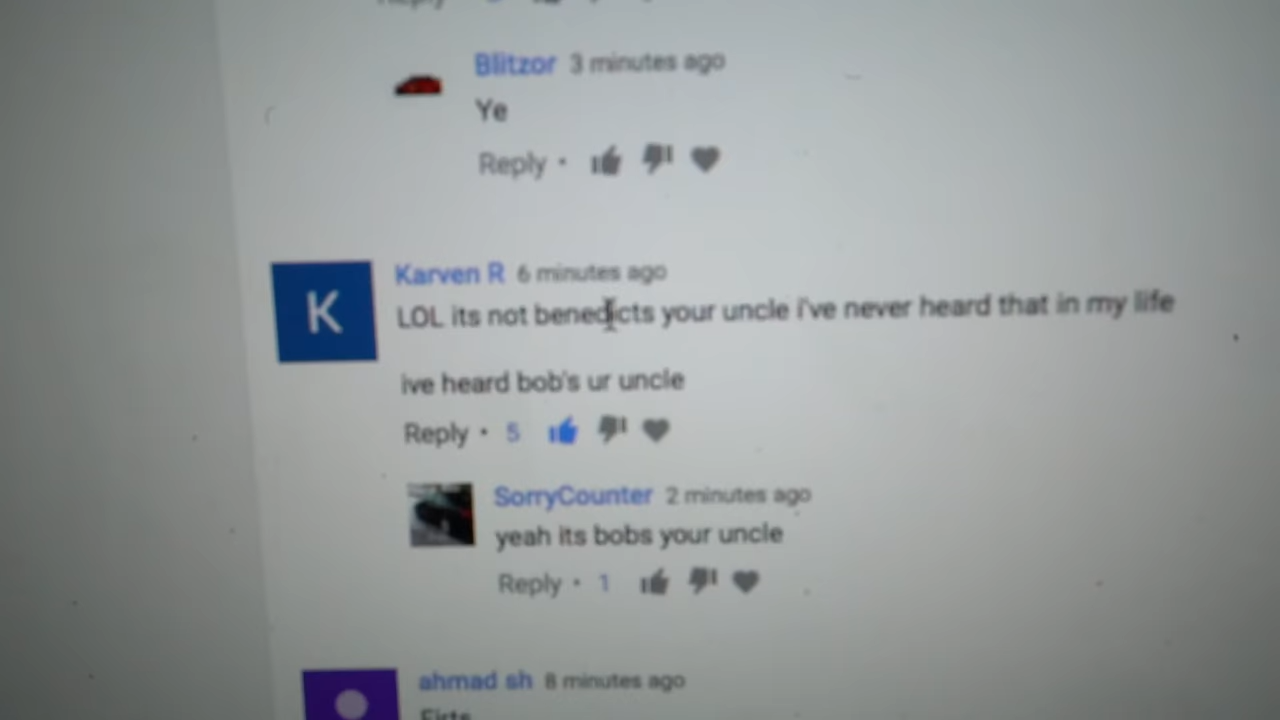 Reply
Blitzor 3 minutes ago
Ye
Reply •
K
Karven R 6 minutes ago
LOL its not benedicts your uncle i've never heard that in my life
ive heard bob's ur uncle
Reply • 5
SorryCounter 2 minutes ago
yeah its bobs your uncle
Reply • 1
ahmad sh 8 minutes ago
Firts